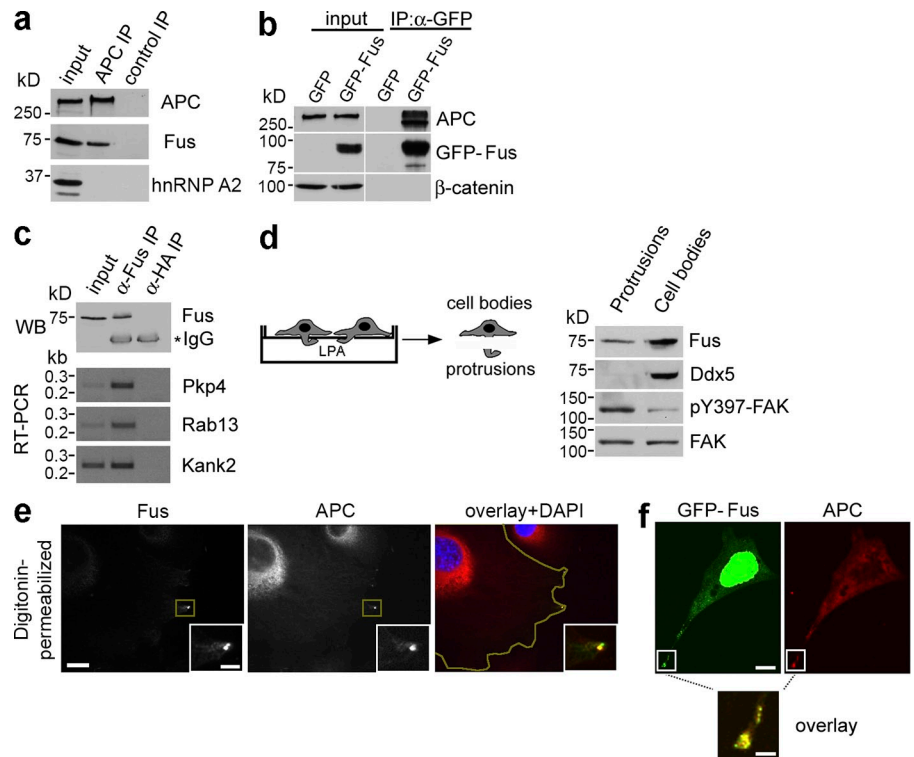 a
input
APC IP
control IP
kD
250
APC
75
Fus
37
hnRNP A2
b
input
IP:α-GFP
GFP
GFP-Fus
GFP
GFP-Fus
kD
250
APC
100
75
GFP-Fus
100
β-catenin
c
input
α-Fus IP
α-HA IP
kD
WB
75
Fus
*IgG
kb
RT-PCR
0.3
0.2
Pkp4
0.3
0.2
Rab13
0.3
0.2
Kank2
d
LPA
cell bodies
protrusions
Protrusions
Cell bodies
kD
75
Fus
75
Ddx5
150
100
pY397-FAK
150
100
FAK
e
Fus
APC
overlay+DAPI
Digitonin-
permeabilized
f
GFP-Fus
APC
overlay